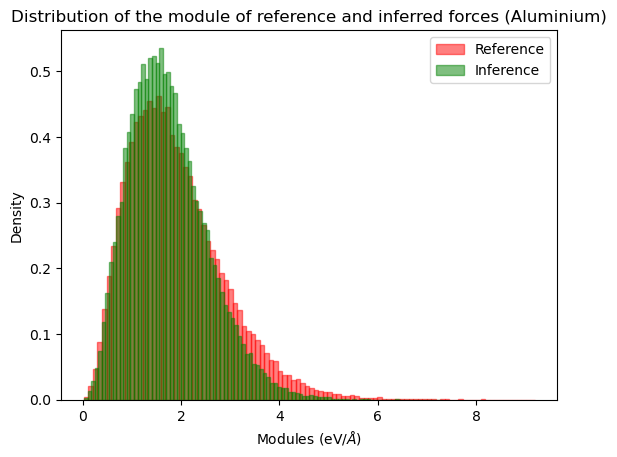 Distribution of the module of reference and inferred forces (Aluminium)
Reference
Inference
0.5
0.4
0.3
0.2
0.1
0.0
Density
0 2 4 6 8
Modules (eV/Å)